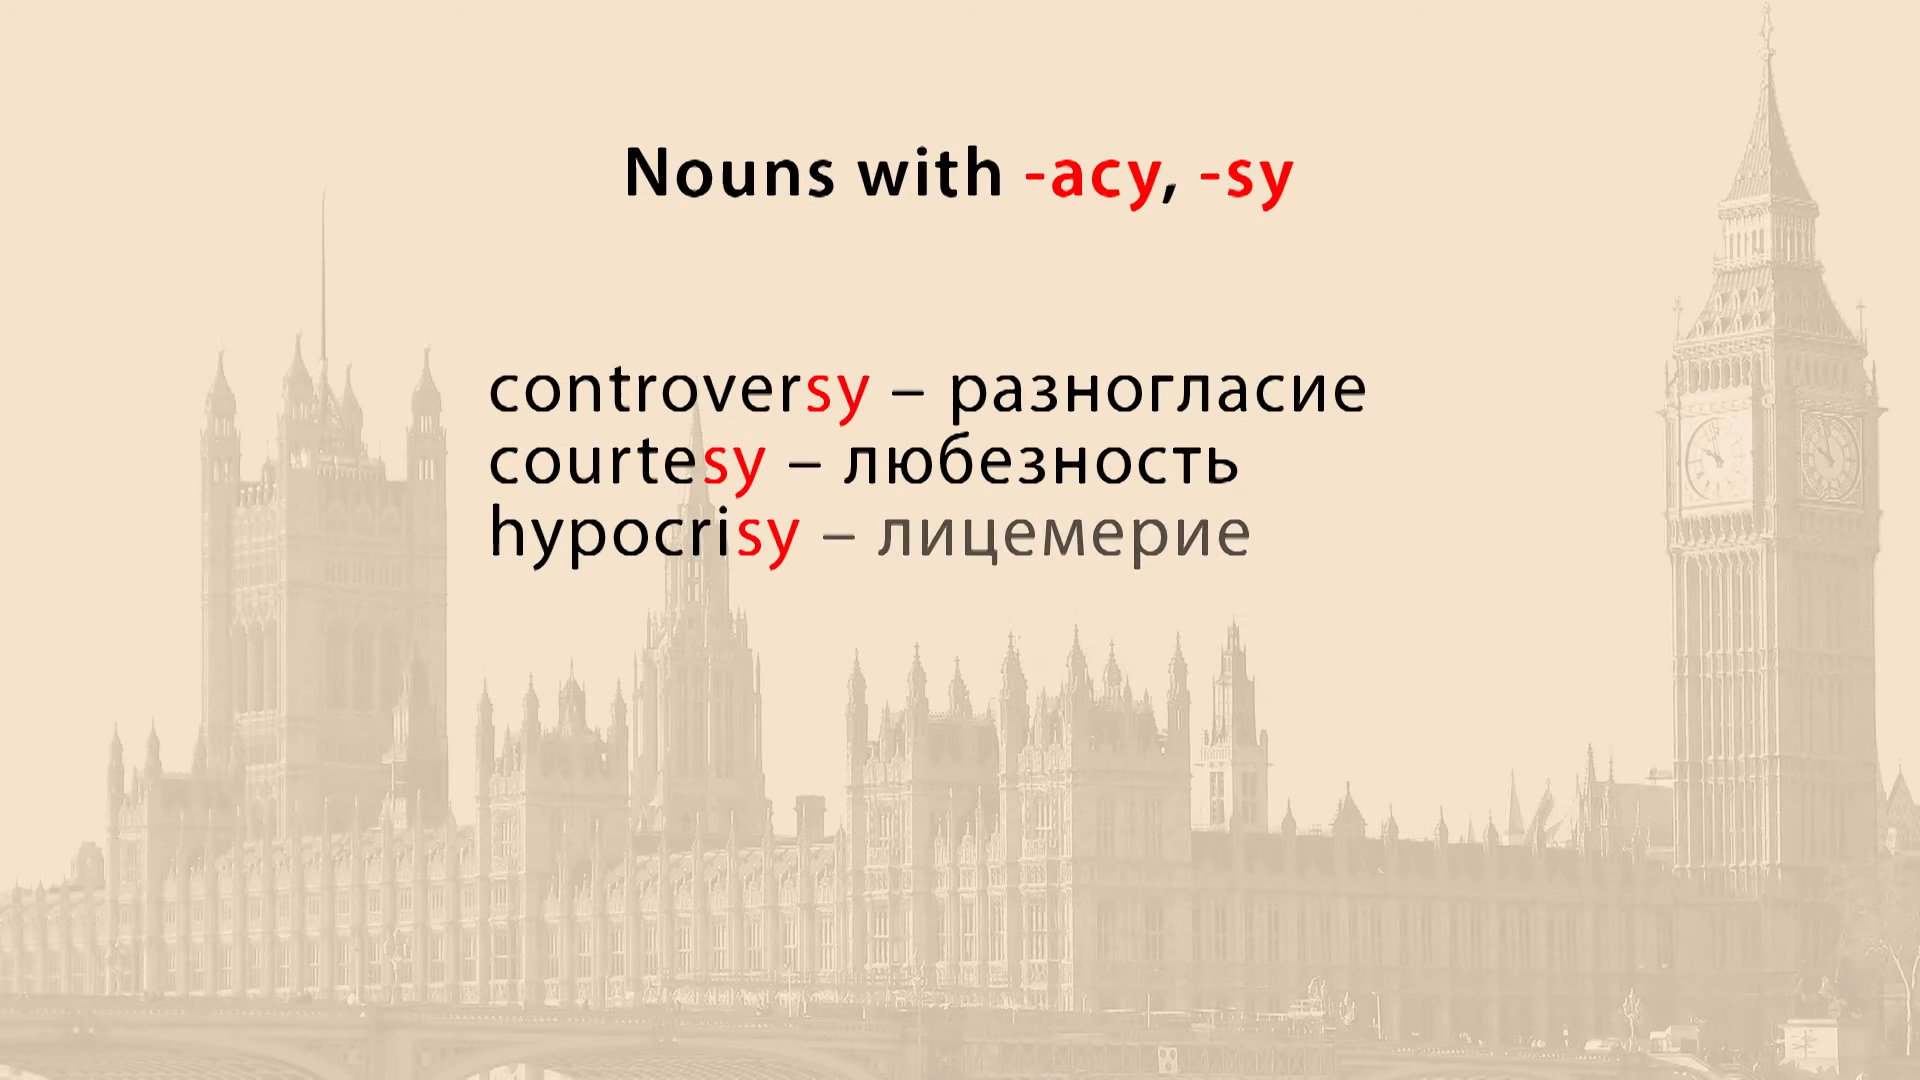 Nouns with -acy, -sy
controversy – разногласие
courtesy – любезность
hypocrisy – лицемерие